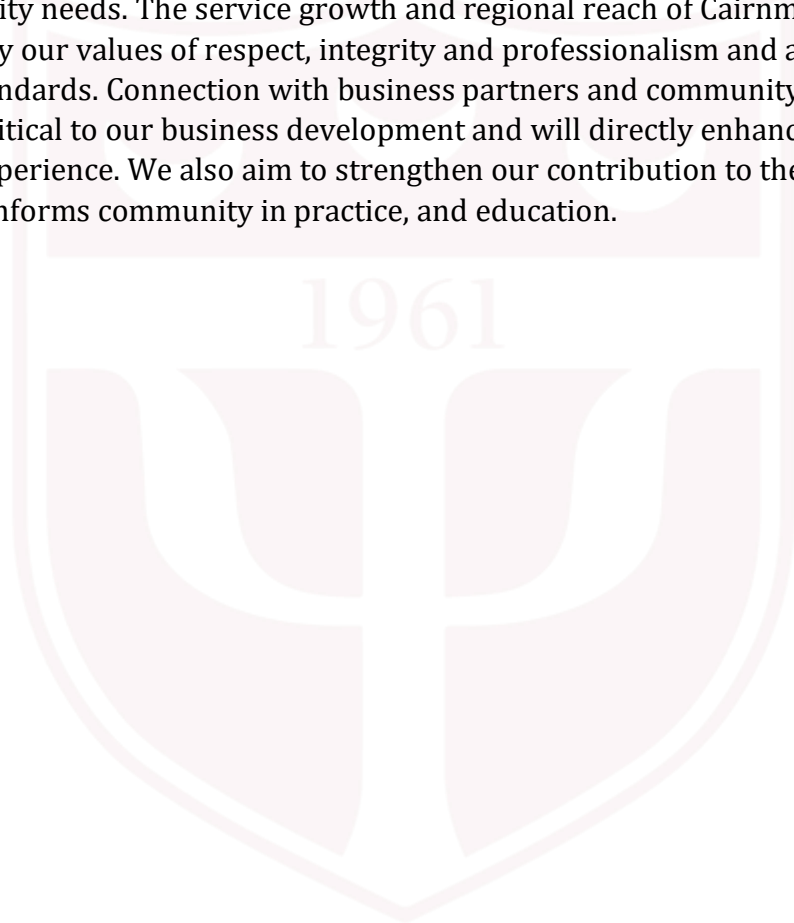 ity needs. The service growth and regional reach of Cairnm
y our values of respect, integrity and professionalism and a
ndards. Connection with business partners and community
itical to our business development and will directly enhanc
perience. We also aim to strengthen our contribution to the
nforms community in practice, and education.
1961